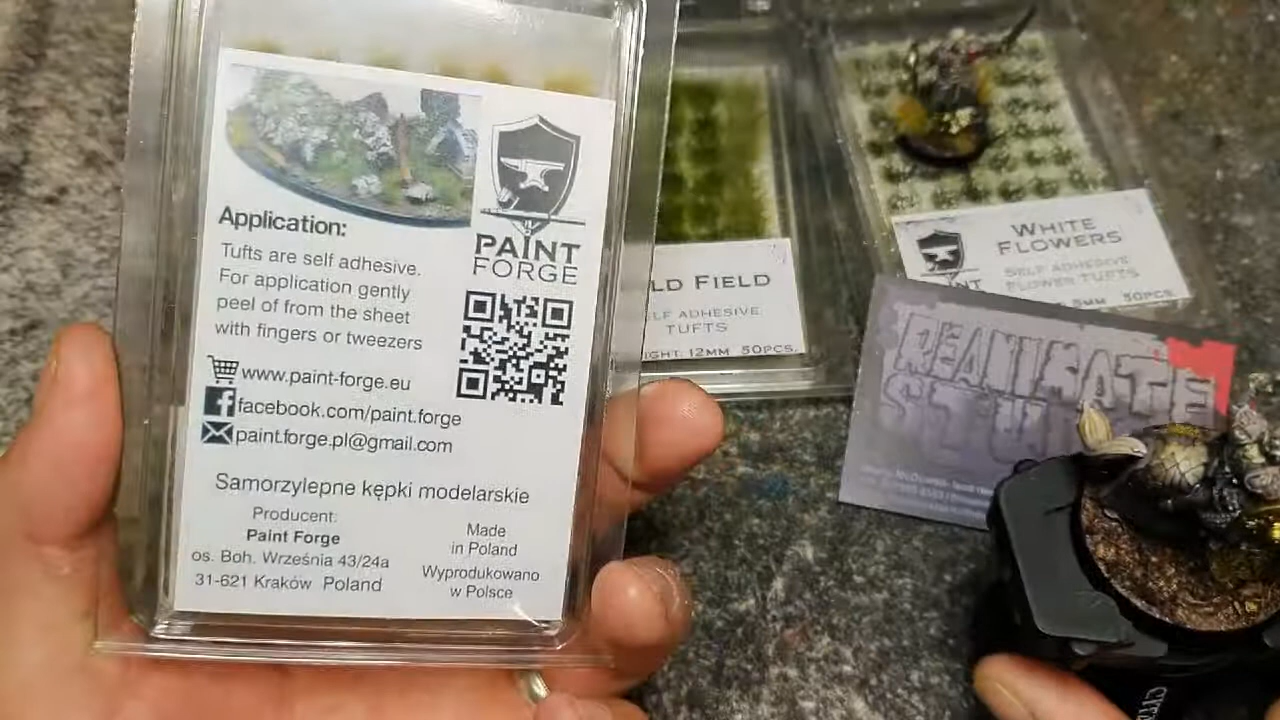 Application:
Tufts are self adhesive.
For application gently
peel of from the sheet
with fingers or tweezers
PAINT
FORGE
www.paint-forge.eu
facebook.com/paint.forge
paint.forge.pl@gmail.com
Samorzylepne kępki modelarskie
Producent:
Paint Forge
os. Boh. Września 43/24a
31-621 Kraków Poland
Made
in Poland
Wyprodukowano
w Polsce
LD FIELD
ELF ADHESIVE
TUFTS
IGHT: 12MM 50PCS.
WHITE
FLOWERS
SELF ADHESIVE
FLOWER TUFTS
50PCS.
REANIMATE
STU